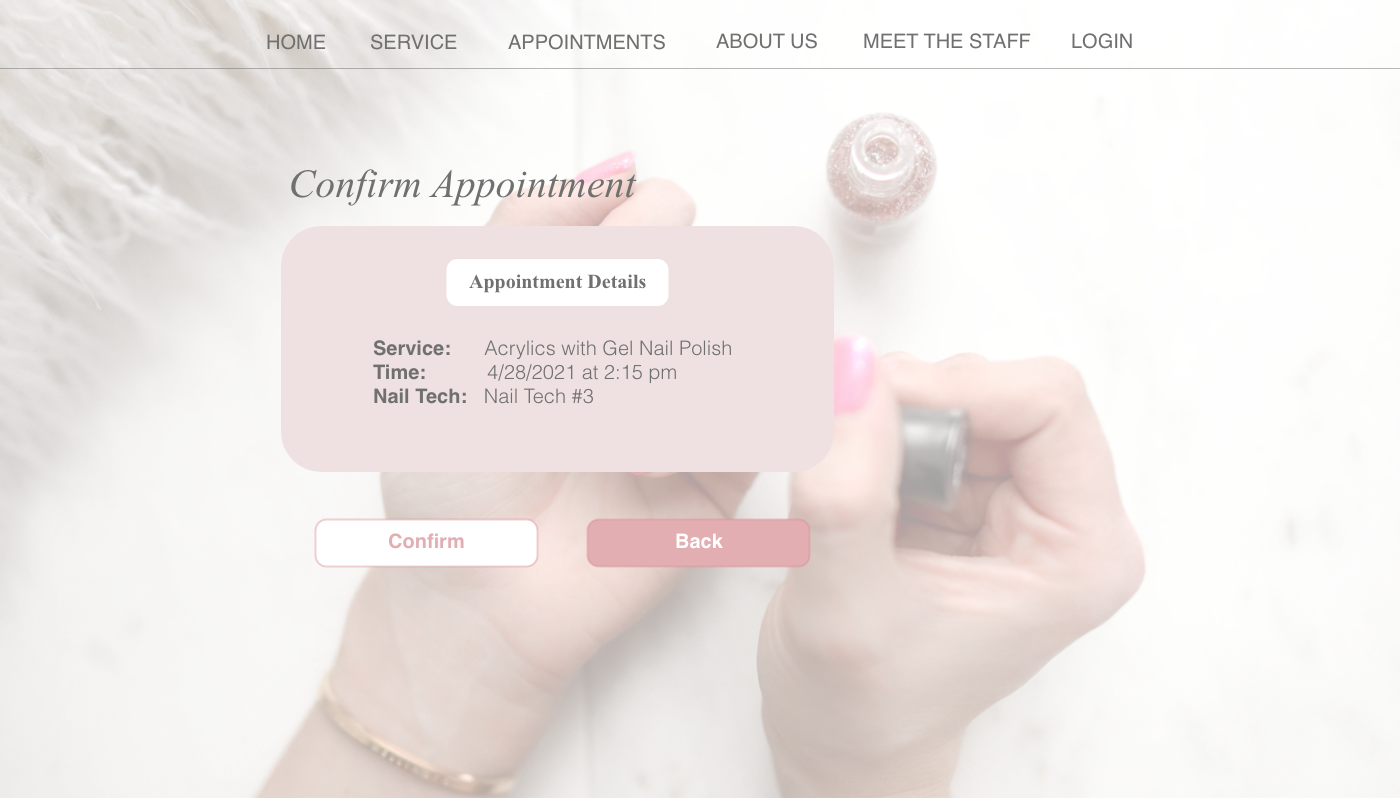 HOME SERVICE APPOINTMENTS ABOUT US MEET THE STAFF LOGIN
Confirm Appointment
Appointment Details
Service: Acrylics with Gel Nail Polish
Time: 4/28/2021 at 2:15 pm
Nail Tech: Nail Tech #3
Confirm Back